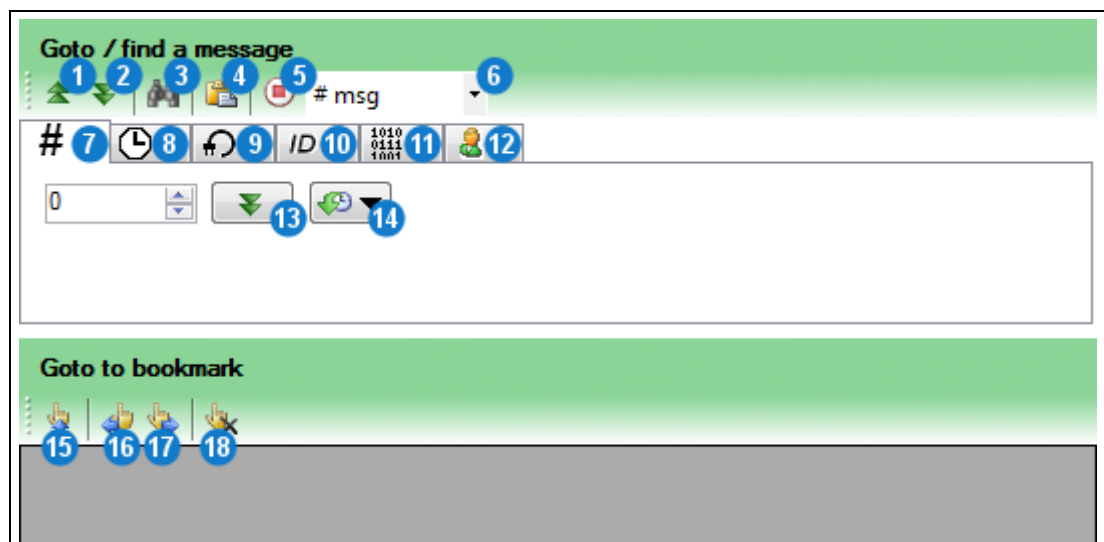 Goto / find a message
1 2 3 4 5 # msg 6
# 7 8 9 ID 10 1010 0111 1001 11 12
0 13 14
Goto to bookmark
15 16 17 18